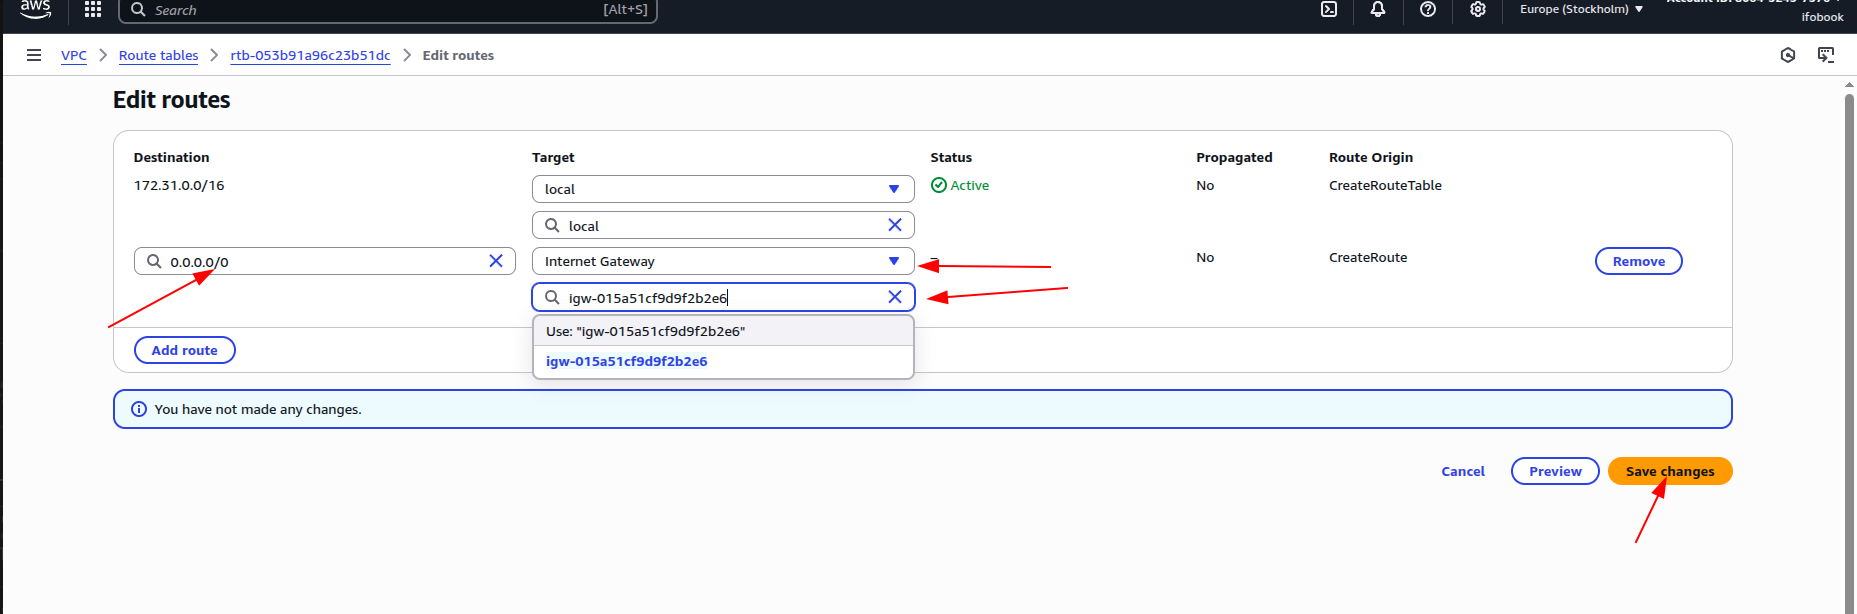 aws
Search [Alt+S] Europe (Stockholm)
ifobook
VPC Route tables rtb-053b91a96c23b51dc Edit routes
Edit routes
Destination Target Status Propagated Route Origin
172.31.0.0/16 local Active No CreateRouteTable
local
0.0.0.0/0 Internet Gateway – No CreateRoute Remove
igw-015a51cf9d9f2b2e6
Use: "igw-015a51cf9d9f2b2e6"
Add route
igw-015a51cf9d9f2b2e6
You have not made any changes.
Cancel Preview Save changes